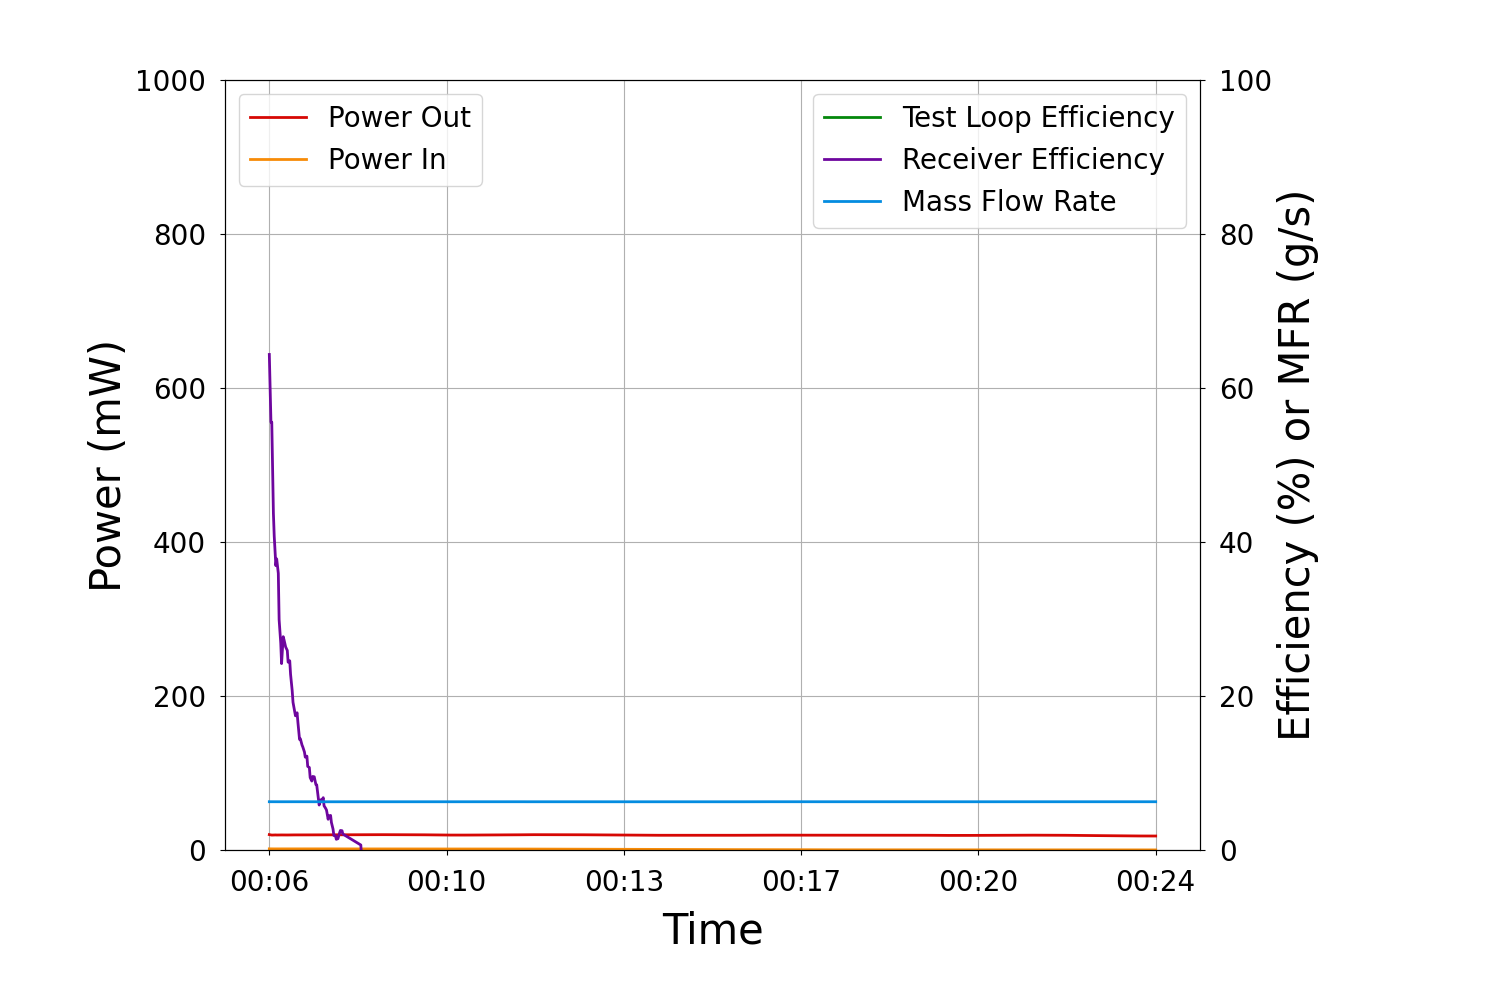 1000
800
600
400
200
0
Power (mW)
Power Out
Power In
Test Loop Efficiency
Receiver Efficiency
Mass Flow Rate
100
80
60
40
20
0
Efficiency (%) or MFR (g/s)
00:06 00:10 00:13 00:17 00:20 00:24
Time